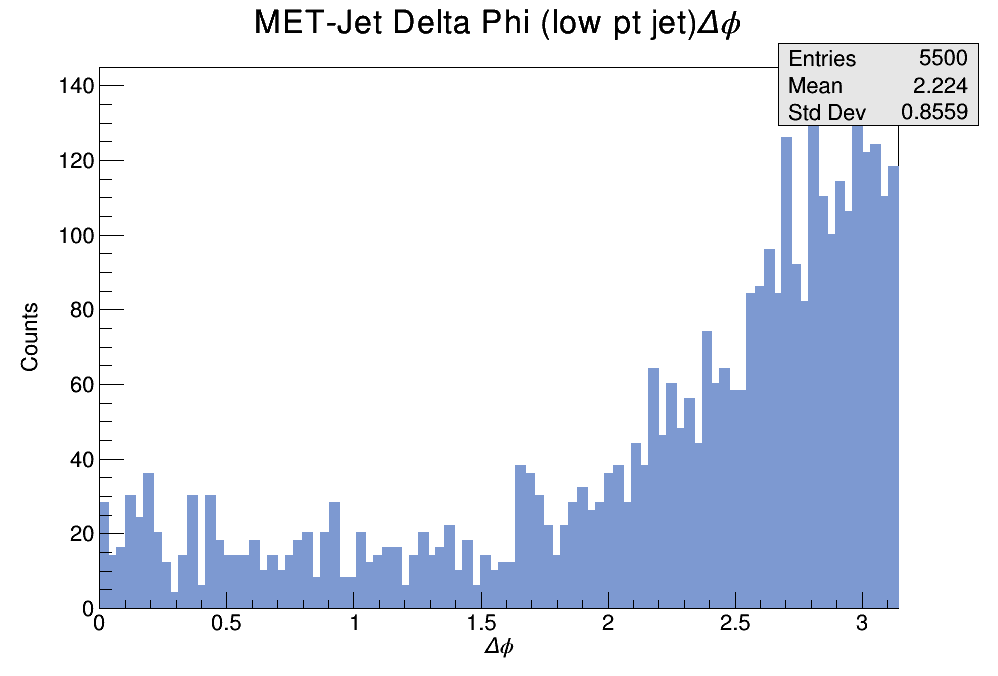 MET-Jet Delta Phi (low pt jet)Δϕ
Entries 5500
Mean 2.224
Std Dev 0.8559
140
120
100
80
60
40
20
0
Counts
0 0.5 1 1.5 2 2.5 3
Δϕ